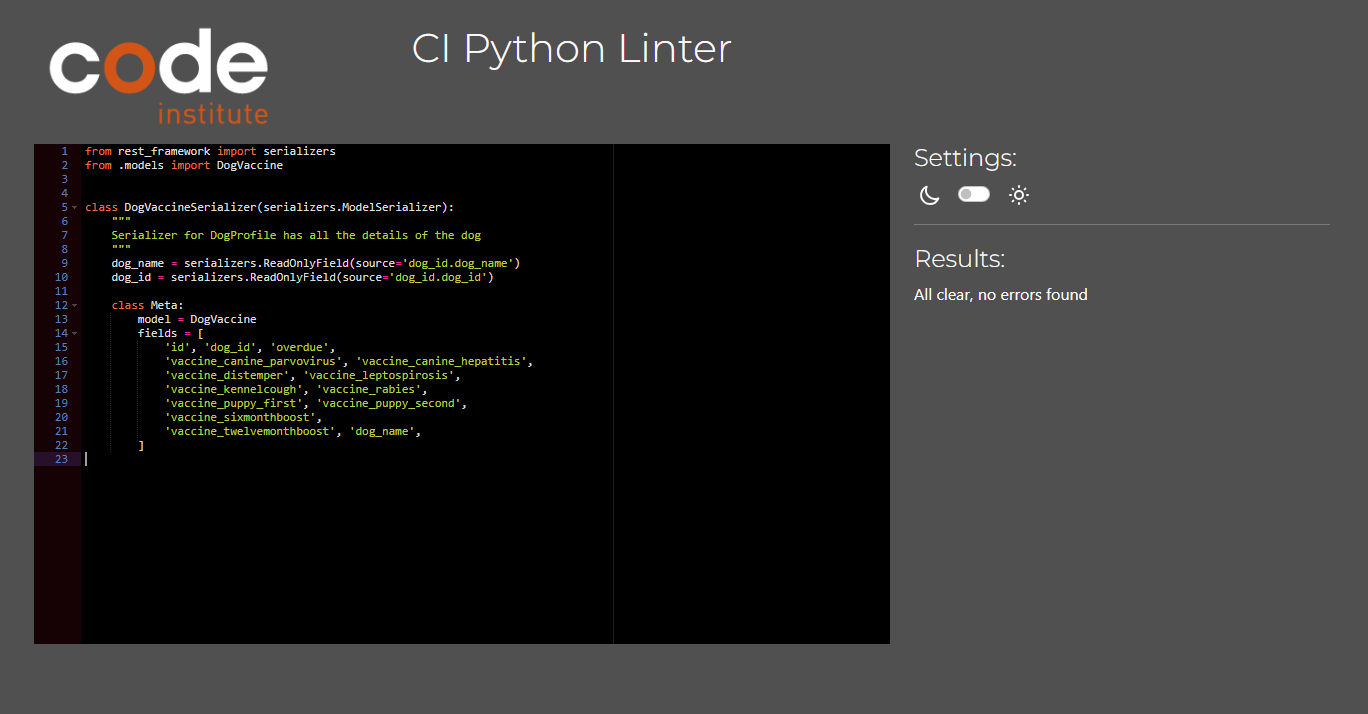 code
institute
CI Python Linter
1 from rest_framework import serializers
2 from .models import DogVaccine
3
4
5 class DogVaccineSerializer(serializers.ModelSerializer):
6     """
7     Serializer for DogProfile has all the details of the dog
8     """
9     dog_name = serializers.ReadOnlyField(source='dog_id.dog_name')
10     dog_id = serializers.ReadOnlyField(source='dog_id.dog_id')
11
12     class Meta:
13         model = DogVaccine
14         fields = [
15             'id', 'dog_id', 'overdue',
16             'vaccine_canine_parvovirus', 'vaccine_canine_hepatitis',
17             'vaccine_distemper', 'vaccine_leptospirosis',
18             'vaccine_kennelcough', 'vaccine_rabies',
19             'vaccine_puppy_first', 'vaccine_puppy_second',
20             'vaccine_sixmonthboost',
21             'vaccine_twelvemonthboost', 'dog_name',
22         ]
23
Settings:
Results:
All clear, no errors found